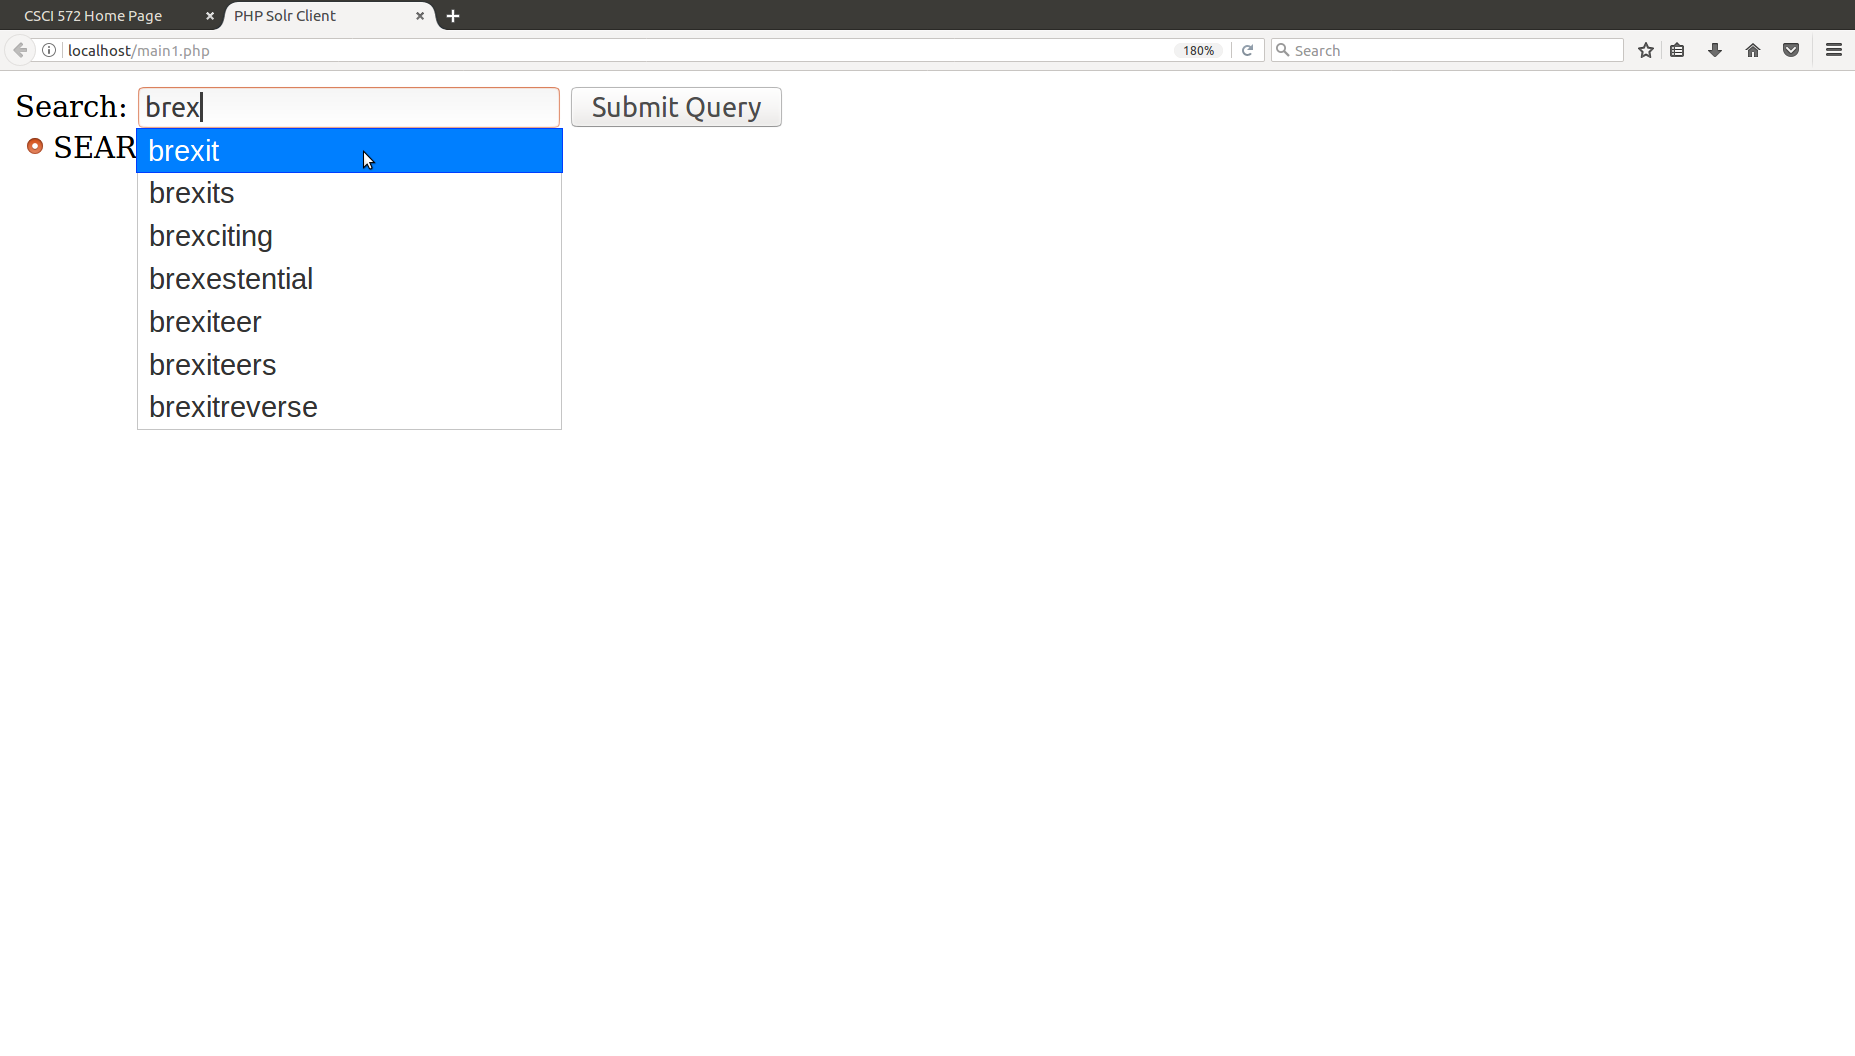 CSCI 572 Home Page PHP Solr Client
localhost/main1.php 180% Search
Search: brex Submit Query
SEAR
brexit
brexits
brexciting
brexestential
brexiteer
brexiteers
brexitreverse